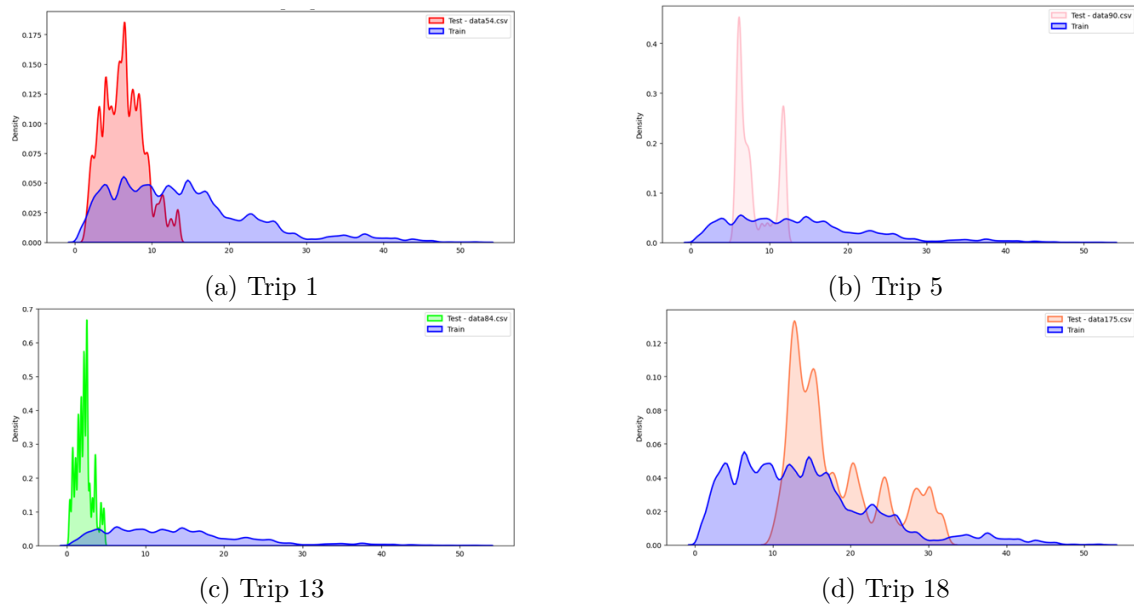 Test - data54.csv
Train
Density
0.175
0.150
0.125
0.100
0.075
0.050
0.025
0.000
0 10 20 30 40 50
(a) Trip 1
Test - data90.csv
Train
Density
0.4
0.3
0.2
0.1
0.0
0 10 20 30 40 50
(b) Trip 5
Test - data84.csv
Train
Density
0.7
0.6
0.5
0.4
0.3
0.2
0.1
0.0
0 10 20 30 40 50
(c) Trip 13
Test - data175.csv
Train
Density
0.12
0.10
0.08
0.06
0.04
0.02
0.00
0 10 20 30 40 50
(d) Trip 18